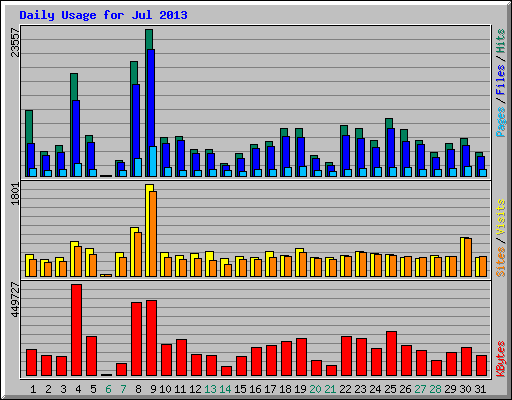 Daily Usage for Jul 2013
23557
Pages / Files / Hits
1801
Sites / Visits
449727
KBytes
1 2 3 4 5 6 7 8 9 10 11 12 13 14 15 16 17 18 19 20 21 22 23 24 25 26 27 28 29 30 31